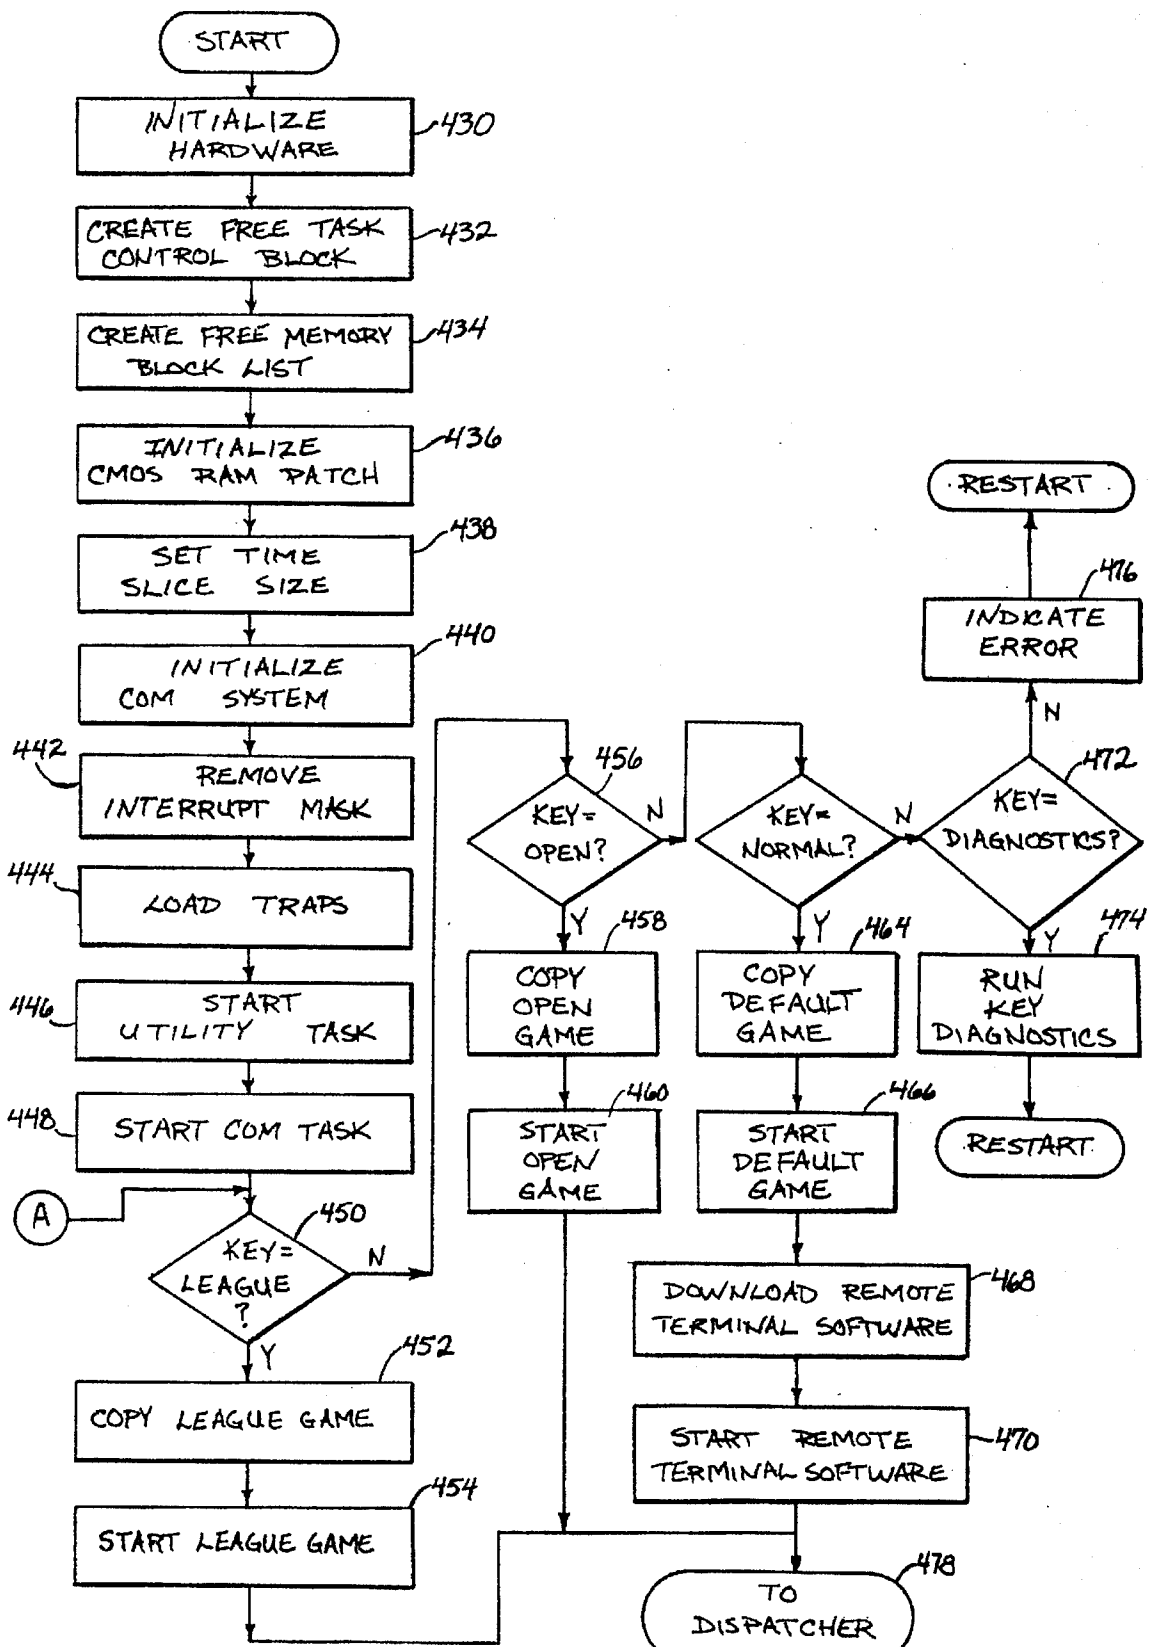 START
INITIALIZE
HARDWARE
430
CREATE FREE TASK
CONTROL BLOCK
432
CREATE FREE MEMORY
BLOCK LIST
434
INITIALIZE
CMOS RAM PATCH
436
SET TIME
SLICE SIZE
438
INITIALIZE
COM SYSTEM
440
442
REMOVE
INTERRUPT MASK
444
LOAD TRAPS
446
START
UTILITY TASK
448
START COM TASK
A
450
KEY=
LEAGUE
?
N
Y
452
COPY LEAGUE GAME
454
START LEAGUE GAME
456
KEY=
OPEN?
N
Y
458
COPY
OPEN
GAME
460
START
OPEN
GAME
KEY=
NORMAL?
N
Y
464
COPY
DEFAULT
GAME
466
START
DEFAULT
GAME
468
DOWNLOAD REMOTE
TERMINAL SOFTWARE
START REMOTE
TERMINAL SOFTWARE
470
478
TO
DISPATCHER
RESTART
476
INDICATE
ERROR
N
472
KEY=
DIAGNOSTICS?
Y
474
RUN
KEY
DIAGNOSTICS
RESTART